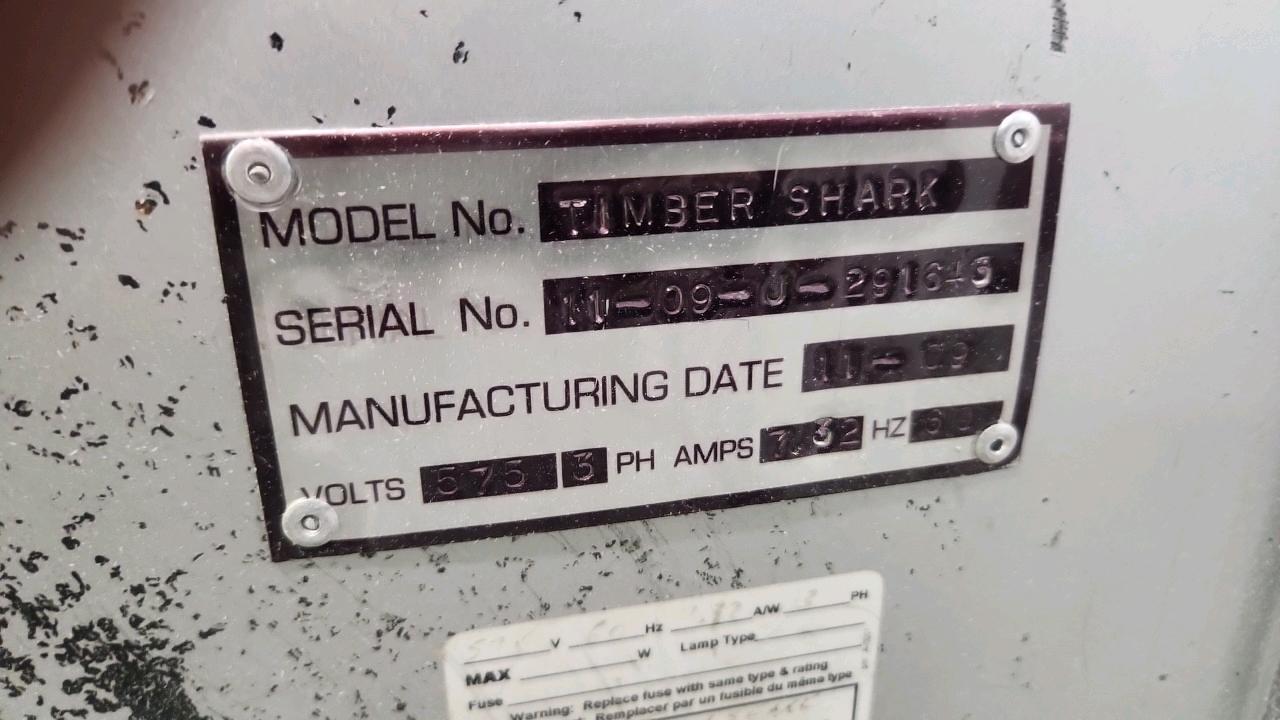 MODEL No. TIMBER SHARK
SERIAL No. 11-09-J-291643
MANUFACTURING DATE 11-09
VOLTS 575 3 PH AMPS 7.32 HZ 60
V Hz A/W PH
MAX W Lamp Type
Fuse
Warning: Replace fuse with same type & rating
Remplacer par un fusible du même type